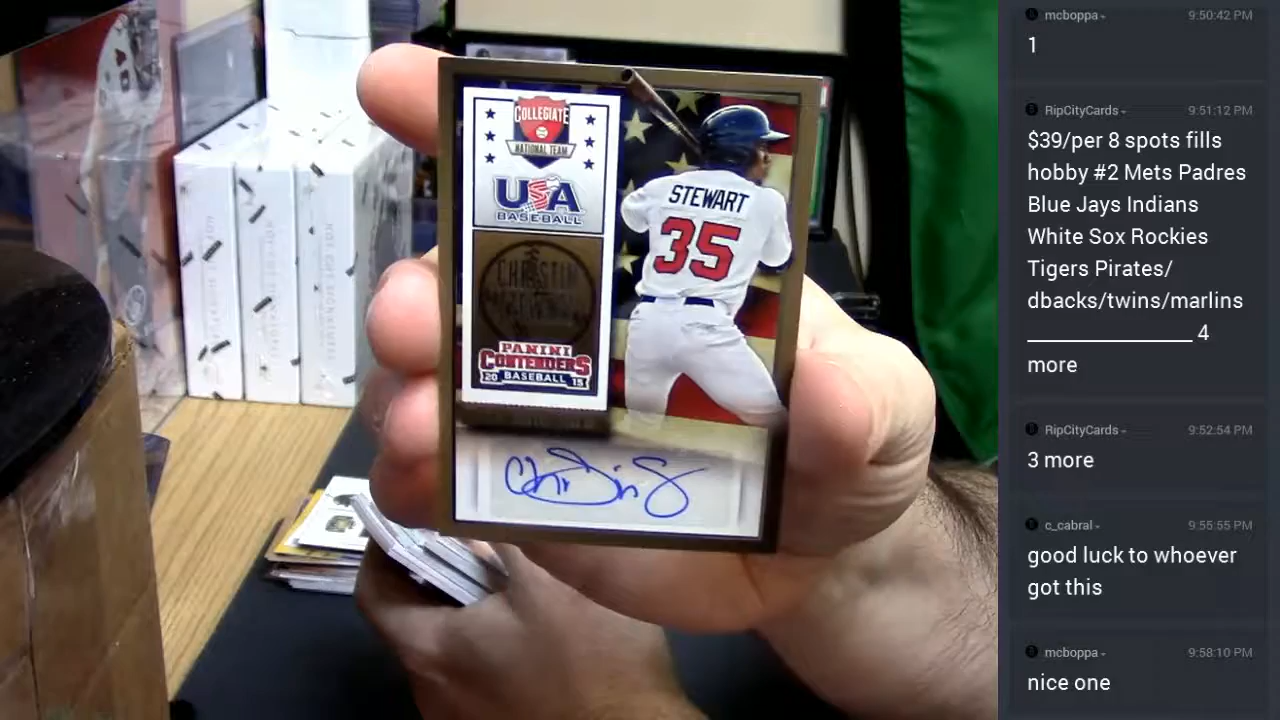 COLLEGIATE
NATIONAL TEAM
USA
BASEBALL
CHRISTIN
STEWART
PANINI
CONTENDERS
20 BASEBALL 15
STEWART
35
mcboppa
9:50:42 PM
1
RipCityCards
9:51:12 PM
$39/per 8 spots fills
hobby #2 Mets Padres
Blue Jays Indians
White Sox Rockies
Tigers Pirates/
dbacks/twins/marlins
_________________ 4
more
RipCityCards
9:52:54 PM
3 more
c_cabral
9:55:55 PM
good luck to whoever
got this
mcboppa
9:58:10 PM
nice one